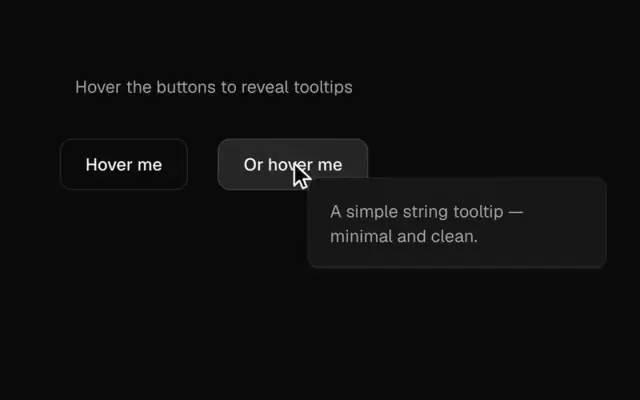 Hover the buttons to reveal tooltips
Hover me
Or hover me
A simple string tooltip —
minimal and clean.